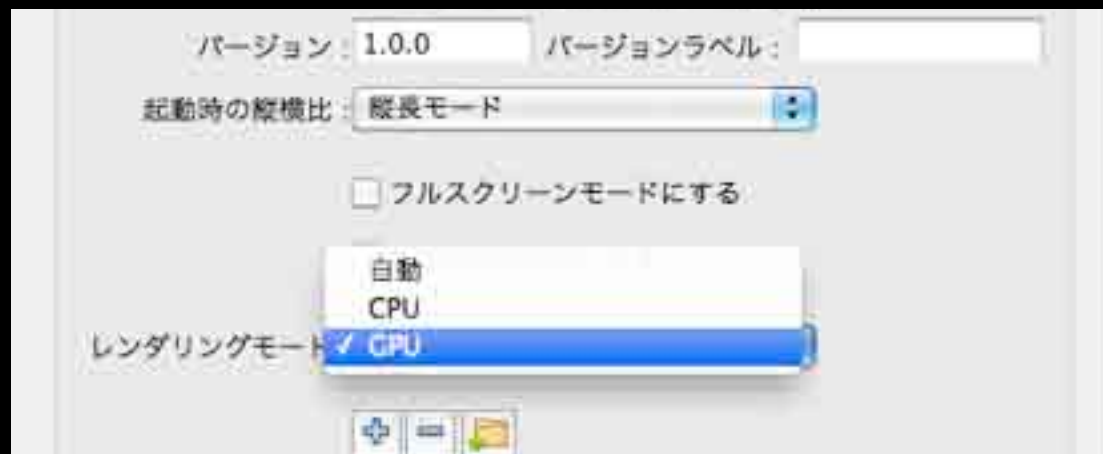 バージョン : 1.0.0 バージョンラベル :
起動時の縦横比 : 縦長モード
フルスクリーンモードにする
自動
CPU
レンダリングモード ✓ GPU